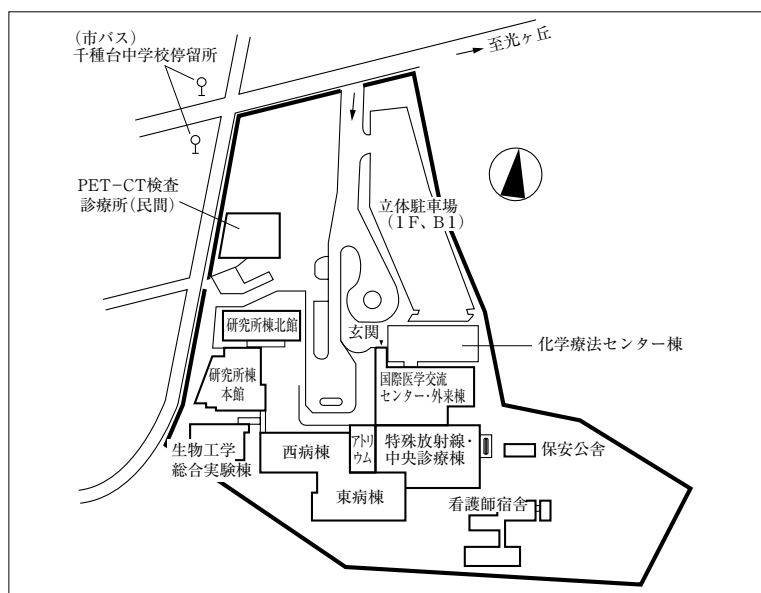 (市バス)
千種台中学校停留所
至光ヶ丘
PET-CT検査
診療所(民間)
立体駐車場
(1F、B1)
研究所棟北館
玄関
化学療法センター棟
研究所棟
本館
国際医学交流
センター・外来棟
生物工学
総合実験棟
西病棟
アトリ
ウム
特殊放射線・
中央診療棟
保安公舎
東病棟
看護師宿舎